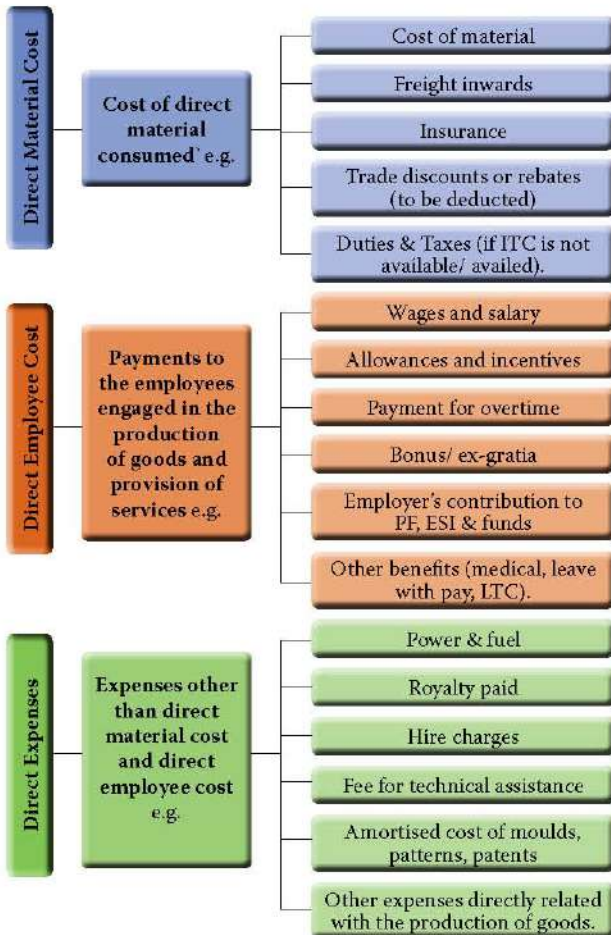 Direct Material Cost
Cost of direct
material
consumed` e.g.
Cost of material
Freight inwards
Insurance
Trade discounts or rebates
(to be deducted)
Duties & Taxes (if ITC is not
available/ availed).
Direct Employee Cost
Payments to
the employees
engaged in the
production
of goods and
provision of
services e.g.
Wages and salary
Allowances and incentives
Payment for overtime
Bonus/ ex-gratia
Employer's contribution to
PF, ESI & funds
Other benefits (medical, leave
with pay, LTC).
Direct Expenses
Expenses other
than direct
material cost
and direct
employee cost
e.g.
Power & fuel
Royalty paid
Hire charges
Fee for technical assistance
Amortised cost of moulds,
patterns, patents
Other expenses directly related
with the production of goods.